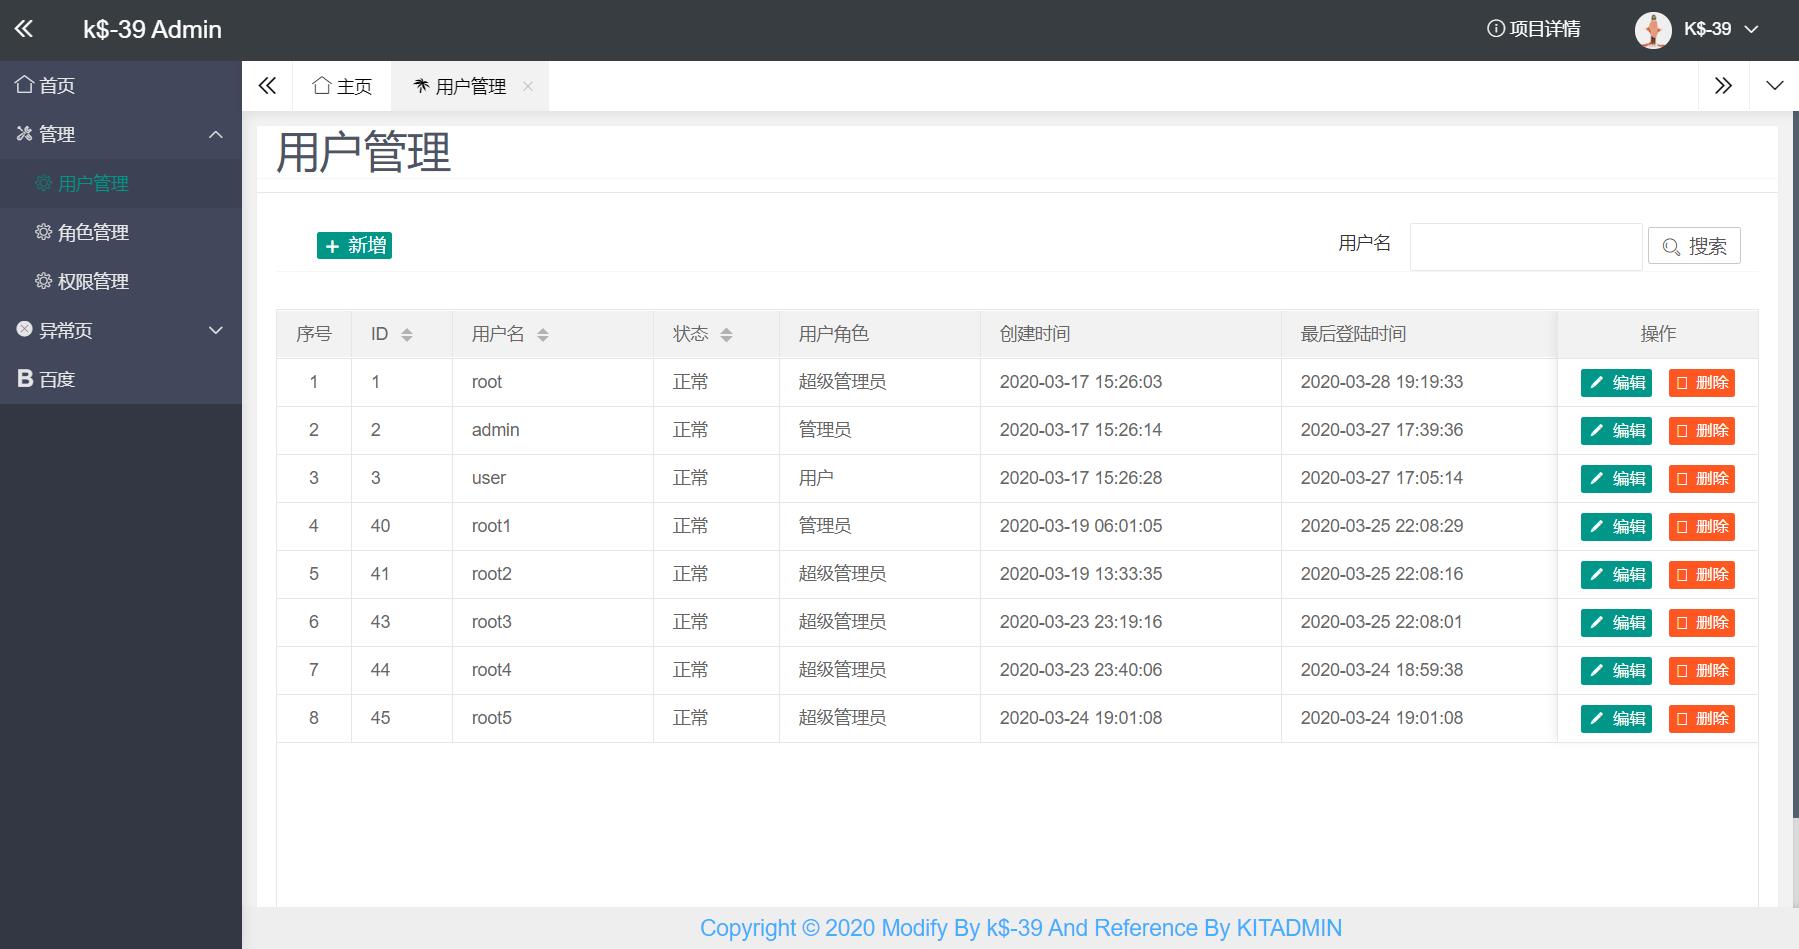 k$-39 Admin
项目详情
K$-39
首页
管理
用户管理
角色管理
权限管理
异常页
B 百度
主页
用户管理
用户管理
新增
用户名
搜索
序号 ID 用户名 状态 用户角色 创建时间 最后登陆时间 操作
1 1 root 正常 超级管理员 2020-03-17 15:26:03 2020-03-28 19:19:33 编辑 删除
2 2 admin 正常 管理员 2020-03-17 15:26:14 2020-03-27 17:39:36 编辑 删除
3 3 user 正常 用户 2020-03-17 15:26:28 2020-03-27 17:05:14 编辑 删除
4 40 root1 正常 管理员 2020-03-19 06:01:05 2020-03-25 22:08:29 编辑 删除
5 41 root2 正常 超级管理员 2020-03-19 13:33:35 2020-03-25 22:08:16 编辑 删除
6 43 root3 正常 超级管理员 2020-03-23 23:19:16 2020-03-25 22:08:01 编辑 删除
7 44 root4 正常 超级管理员 2020-03-23 23:40:06 2020-03-24 18:59:38 编辑 删除
8 45 root5 正常 超级管理员 2020-03-24 19:01:08 2020-03-24 19:01:08 编辑 删除
Copyright © 2020 Modify By k$-39 And Reference By KITADMIN